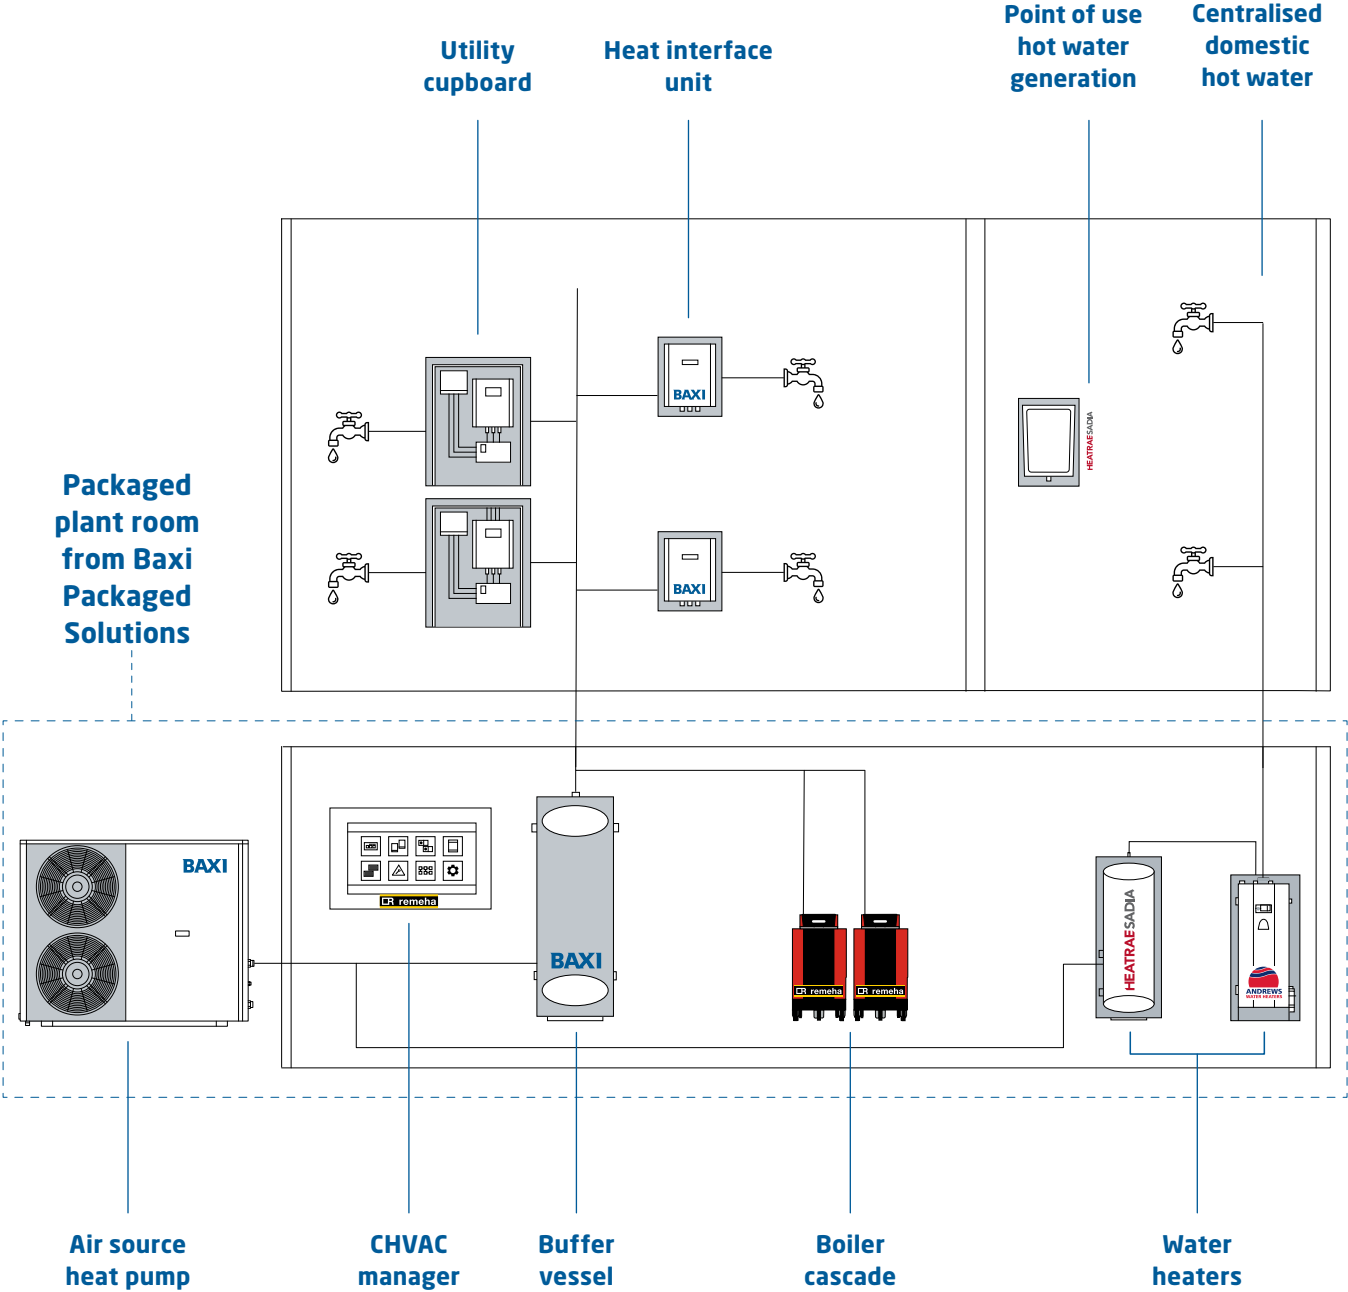 Point of use
hot water
generation
Centralised
domestic
hot water
Utility
cupboard
Heat interface
unit
BAXI
HEATRAESADIA
BAXI
Packaged
plant room
from Baxi
Packaged
Solutions
BAXI
remeha
BAXI
remeha
remeha
HEATRAESADIA
ANDREWS
WATER HEATERS
Air source
heat pump
CHVAC
manager
Buffer
vessel
Boiler
cascade
Water
heaters